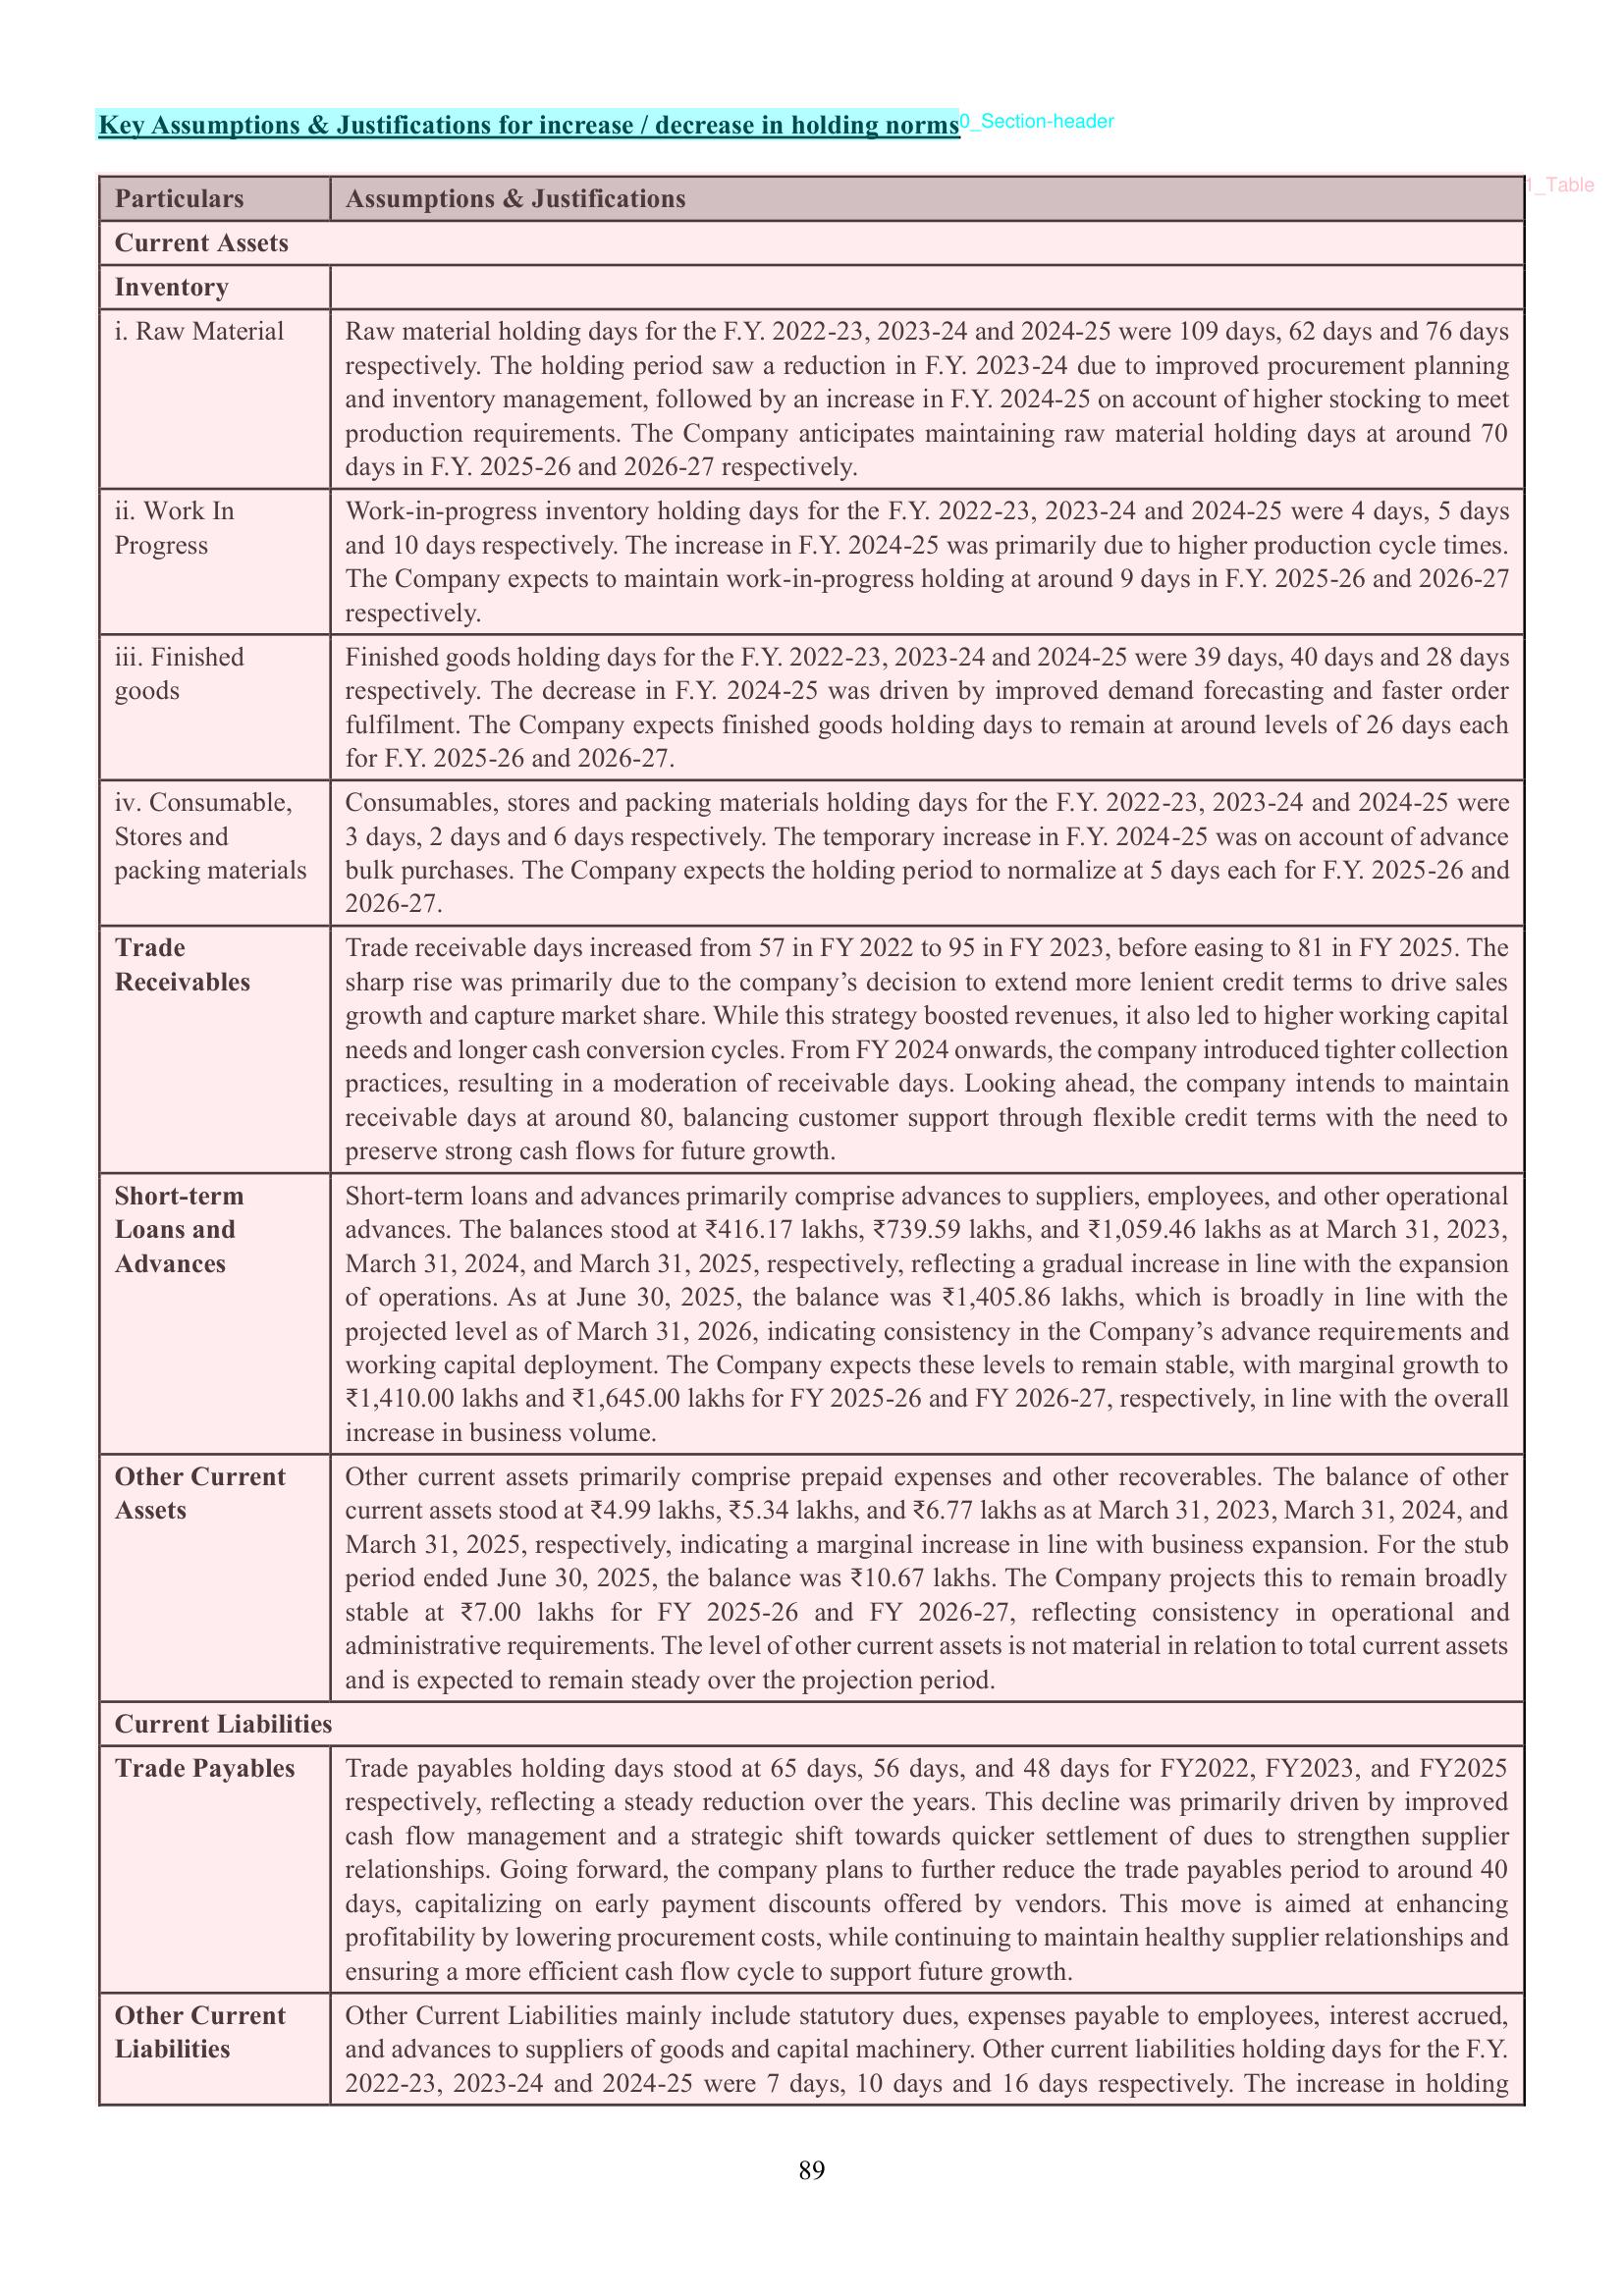 Key Assumptions & Justifications for increase / decrease in holding norms
0_Section-header
1_Table
Particulars
Assumptions & Justifications
Current Assets
Inventory
i. Raw Material
Raw material holding days for the F.Y. 2022-23, 2023-24 and 2024-25 were 109 days, 62 days and 76 days
respectively. The holding period saw a reduction in F.Y. 2023-24 due to improved procurement planning
and inventory management, followed by an increase in F.Y. 2024-25 on account of higher stocking to meet
production requirements. The Company anticipates maintaining raw material holding days at around 70
days in F.Y. 2025-26 and 2026-27 respectively.
ii. Work In
Progress
Work-in-progress inventory holding days for the F.Y. 2022-23, 2023-24 and 2024-25 were 4 days, 5 days
and 10 days respectively. The increase in F.Y. 2024-25 was primarily due to higher production cycle times.
The Company expects to maintain work-in-progress holding at around 9 days in F.Y. 2025-26 and 2026-27
respectively.
iii. Finished
goods
Finished goods holding days for the F.Y. 2022-23, 2023-24 and 2024-25 were 39 days, 40 days and 28 days
respectively. The decrease in F.Y. 2024-25 was driven by improved demand forecasting and faster order
fulfilment. The Company expects finished goods holding days to remain at around levels of 26 days each
for F.Y. 2025-26 and 2026-27.
iv. Consumable,
Stores and
packing materials
Consumables, stores and packing materials holding days for the F.Y. 2022-23, 2023-24 and 2024-25 were
3 days, 2 days and 6 days respectively. The temporary increase in F.Y. 2024-25 was on account of advance
bulk purchases. The Company expects the holding period to normalize at 5 days each for F.Y. 2025-26 and
2026-27.
Trade
Receivables
Trade receivable days increased from 57 in FY 2022 to 95 in FY 2023, before easing to 81 in FY 2025. The
sharp rise was primarily due to the company’s decision to extend more lenient credit terms to drive sales
growth and capture market share. While this strategy boosted revenues, it also led to higher working capital
needs and longer cash conversion cycles. From FY 2024 onwards, the company introduced tighter collection
practices, resulting in a moderation of receivable days. Looking ahead, the company intends to maintain
receivable days at around 80, balancing customer support through flexible credit terms with the need to
preserve strong cash flows for future growth.
Short-term
Loans and
Advances
Short-term loans and advances primarily comprise advances to suppliers, employees, and other operational
advances. The balances stood at ₹416.17 lakhs, ₹739.59 lakhs, and ₹1,059.46 lakhs as at March 31, 2023,
March 31, 2024, and March 31, 2025, respectively, reflecting a gradual increase in line with the expansion
of operations. As at June 30, 2025, the balance was ₹1,405.86 lakhs, which is broadly in line with the
projected level as of March 31, 2026, indicating consistency in the Company’s advance requirements and
working capital deployment. The Company expects these levels to remain stable, with marginal growth to
₹1,410.00 lakhs and ₹1,645.00 lakhs for FY 2025-26 and FY 2026-27, respectively, in line with the overall
increase in business volume.
Other Current
Assets
Other current assets primarily comprise prepaid expenses and other recoverables. The balance of other
current assets stood at ₹4.99 lakhs, ₹5.34 lakhs, and ₹6.77 lakhs as at March 31, 2023, March 31, 2024, and
March 31, 2025, respectively, indicating a marginal increase in line with business expansion. For the stub
period ended June 30, 2025, the balance was ₹10.67 lakhs. The Company projects this to remain broadly
stable at ₹7.00 lakhs for FY 2025-26 and FY 2026-27, reflecting consistency in operational and
administrative requirements. The level of other current assets is not material in relation to total current assets
and is expected to remain steady over the projection period.
Current Liabilities
Trade Payables
Trade payables holding days stood at 65 days, 56 days, and 48 days for FY2022, FY2023, and FY2025
respectively, reflecting a steady reduction over the years. This decline was primarily driven by improved
cash flow management and a strategic shift towards quicker settlement of dues to strengthen supplier
relationships. Going forward, the company plans to further reduce the trade payables period to around 40
days, capitalizing on early payment discounts offered by vendors. This move is aimed at enhancing
profitability by lowering procurement costs, while continuing to maintain healthy supplier relationships and
ensuring a more efficient cash flow cycle to support future growth.
Other Current
Liabilities
Other Current Liabilities mainly include statutory dues, expenses payable to employees, interest accrued,
and advances to suppliers of goods and capital machinery. Other current liabilities holding days for the F.Y.
2022-23, 2023-24 and 2024-25 were 7 days, 10 days and 16 days respectively. The increase in holding
89